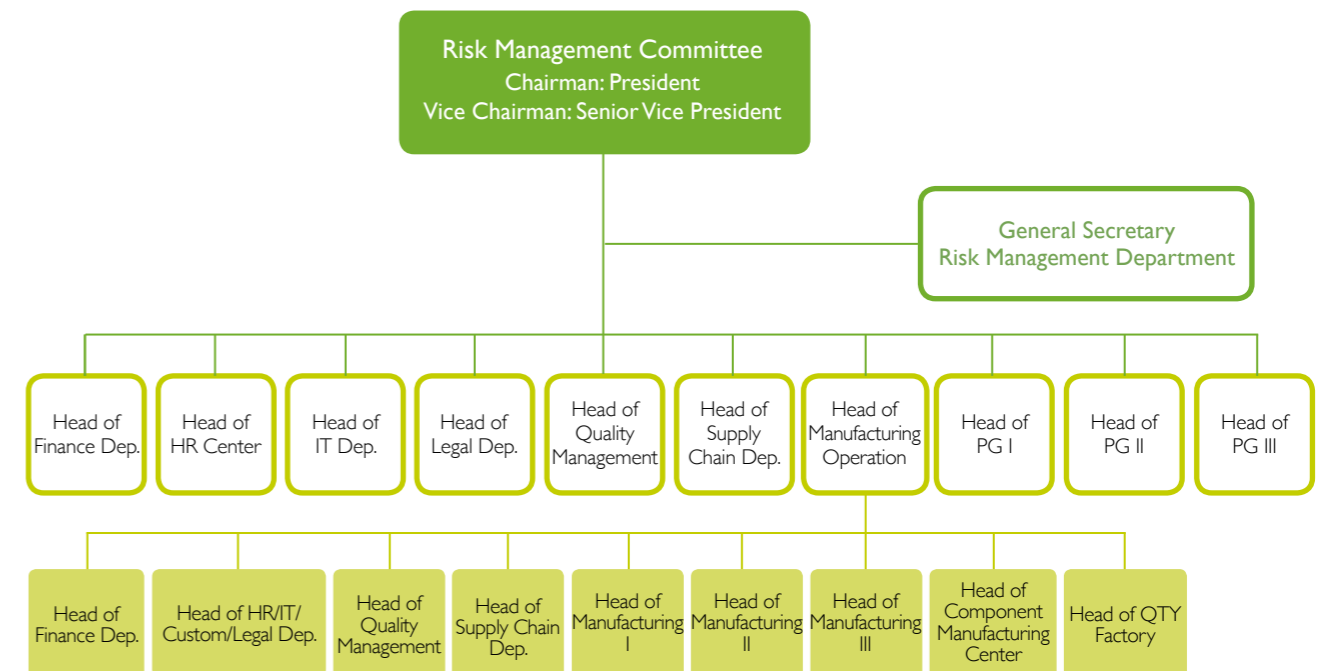 Risk Management Committee
Chairman: President
Vice Chairman: Senior Vice President
General Secretary
Risk Management Department
Head of
Finance Dep.
Head of
HR Center
Head of
IT Dep.
Head of
Legal Dep.
Head of
Quality
Management
Head of
Supply
Chain Dep.
Head of
Manufacturing
Operation
Head of
PG I
Head of
PG II
Head of
PG III
Head of
Finance Dep.
Head of HR/IT/
Custom/Legal Dep.
Head of
Quality
Management
Head of
Supply Chain
Dep.
Head of
Manufacturing
I
Head of
Manufacturing
II
Head of
Manufacturing
III
Head of
Component
Manufacturing
Center
Head of QTY
Factory